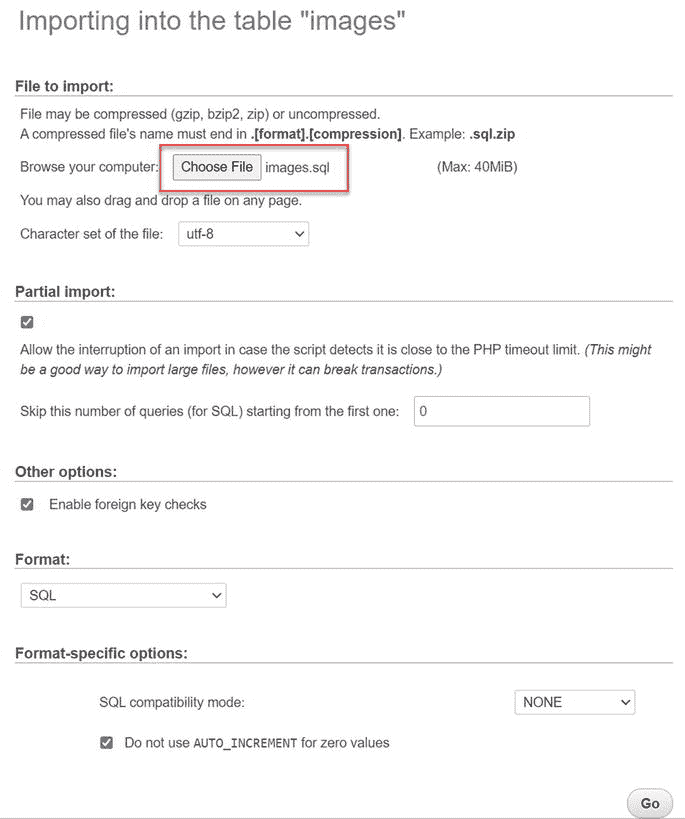 Importing into the table "images"
File to import:
File may be compressed (gzip, bzip2, zip) or uncompressed.
A compressed file's name must end in .[format].[compression]. Example: .sql.zip
Browse your computer: Choose File images.sql (Max: 40MiB)
You may also drag and drop a file on any page.
Character set of the file: utf-8
Partial import:
Allow the interruption of an import in case the script detects it is close to the PHP timeout limit. (This might
be a good way to import large files, however it can break transactions.)
Skip this number of queries (for SQL) starting from the first one: 0
Other options:
Enable foreign key checks
Format:
SQL
Format-specific options:
SQL compatibility mode: NONE
Do not use AUTO_INCREMENT for zero values
Go